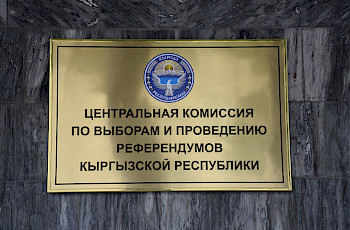 ЦЕНТРАЛЬНАЯ КОМИССИЯ
ПО ВЫБОРАМ И ПРОВЕДЕНИЮ
РЕФЕРЕНДУМОВ
КЫРГЫЗСКОЙ РЕСПУБЛИКИ